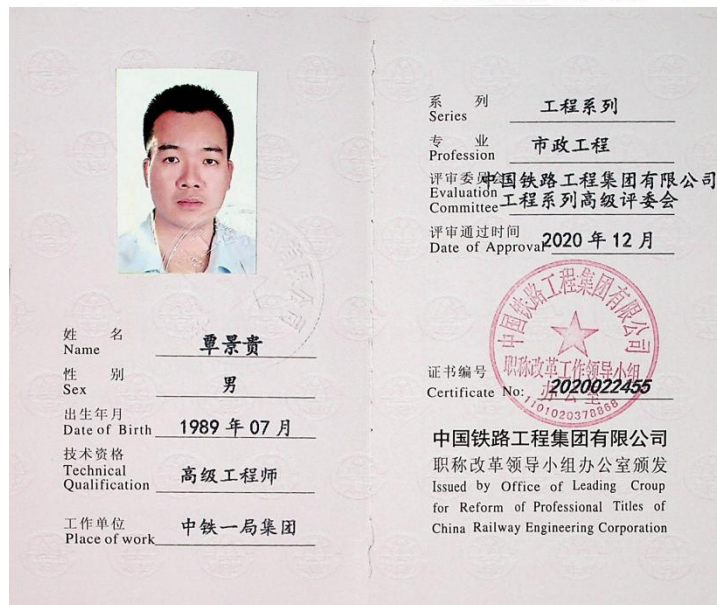 姓 名
Name
覃景贵
性 别
Sex
男
出生年月
Date of Birth
1989 年 07 月
技术资格
Technical
Qualification
高级工程师
工作单位
Place of work
中铁一局集团
系 列
Series
工程系列
专 业
Profession
市政工程
评审委员会
Evaluation
Committee
中国铁路工程集团有限公司
工程系列高级评委会
评审通过时间
Date of Approval
2020 年 12 月
中国铁路工程集团有限公司
职称改革工作领导小组
办公室
1101020378868
证书编号
Certificate No:
2020022455
中国铁路工程集团有限公司
职称改革领导小组办公室颁发
Issued by Office of Leading Croup
for Reform of Professional Titles of
China Railway Engineering Corporation